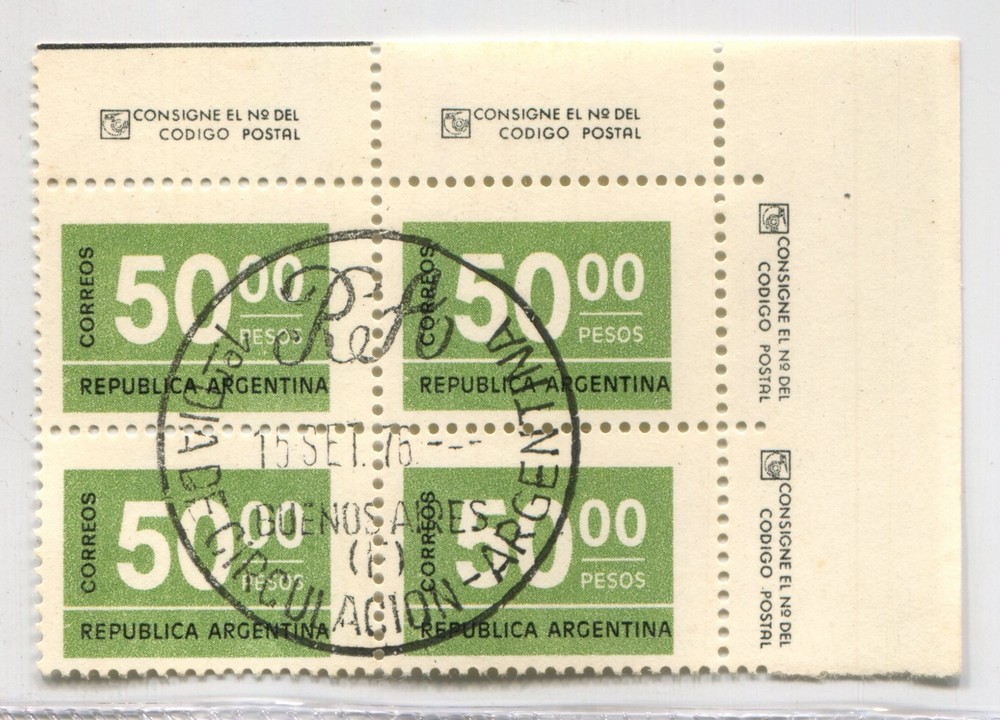 CONSIGNE EL Nº DEL
CODIGO POSTAL
CONSIGNE EL Nº DEL
CODIGO POSTAL
CORREOS
50 00
PESOS
REPUBLICA ARGENTINA
CORREOS
50 00
PESOS
REPUBLICA ARGENTINA
CONSIGNE EL Nº DEL
CODIGO POSTAL
CORREOS
50 00
PESOS
REPUBLICA ARGENTINA
CORREOS
50 00
PESOS
REPUBLICA ARGENTINA
CONSIGNE EL Nº DEL
CODIGO POSTAL
RA
1er DIA DE CIRCULACION - ARGENTINA
15 SET. 76.---
BUENOS AIRES